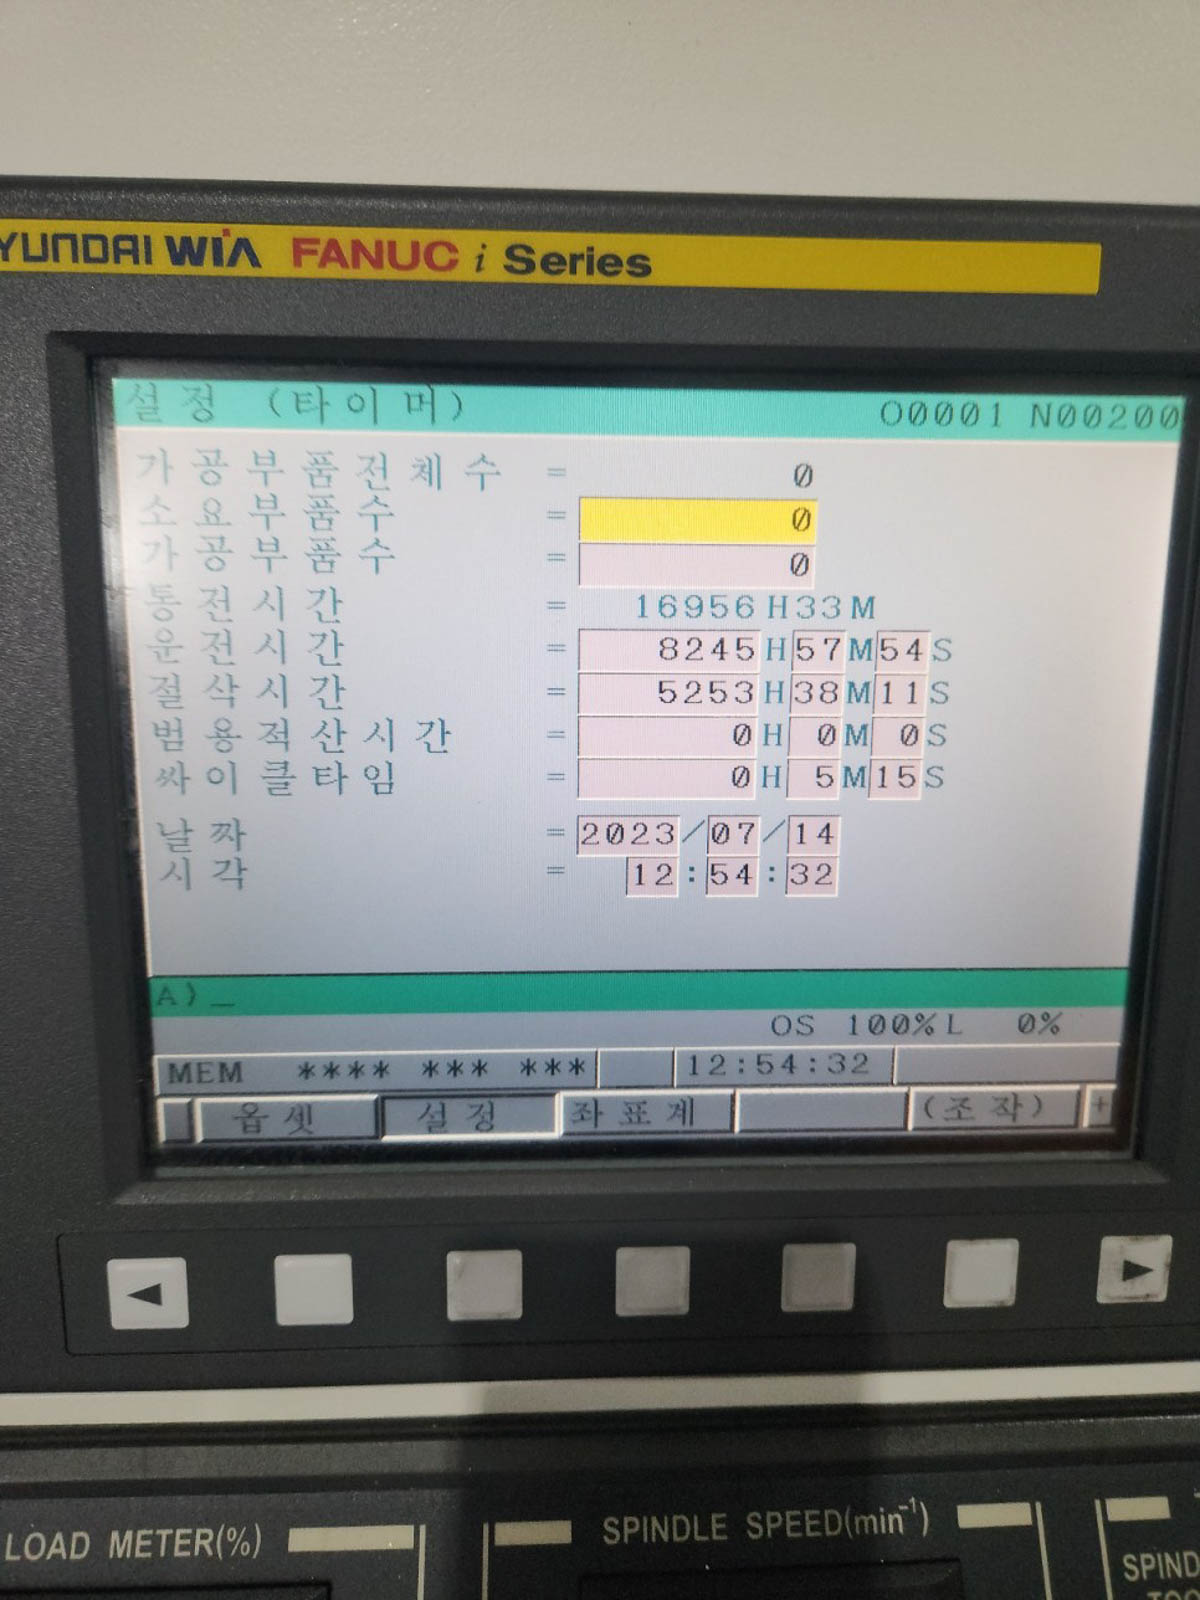 YUNDAI WIA FANUC i Series
설정 (타이머) O0001 N00200
가공부품전체수 = 0
소요부품수 = 0
가공부품수 = 0
통전시간 = 16956H33M
운전시간 = 8245H57M54S
절삭시간 = 5253H38M11S
범용적산시간 = 0H 0M 0S
싸이클타임 = 0H 5M15S
날짜 = 2023/07/14
시각 = 12:54:32
A)_
OS 100% L 0%
MEM **** *** *** 12:54:32
옵셋 설정 좌표계 (조작) +
LOAD METER(%) SPINDLE SPEED(min⁻¹)
SPIND